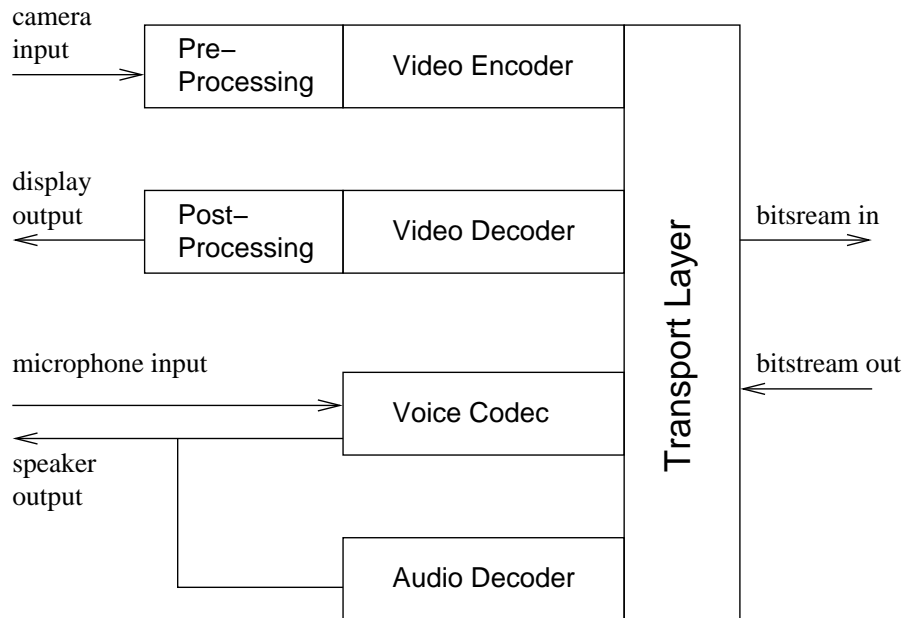 camera
input
Pre–
Processing
Video Encoder
display
output
Post–
Processing
Video Decoder
bitsream in
Transport Layer
microphone input
bitstream out
Voice Codec
speaker
output
Audio Decoder